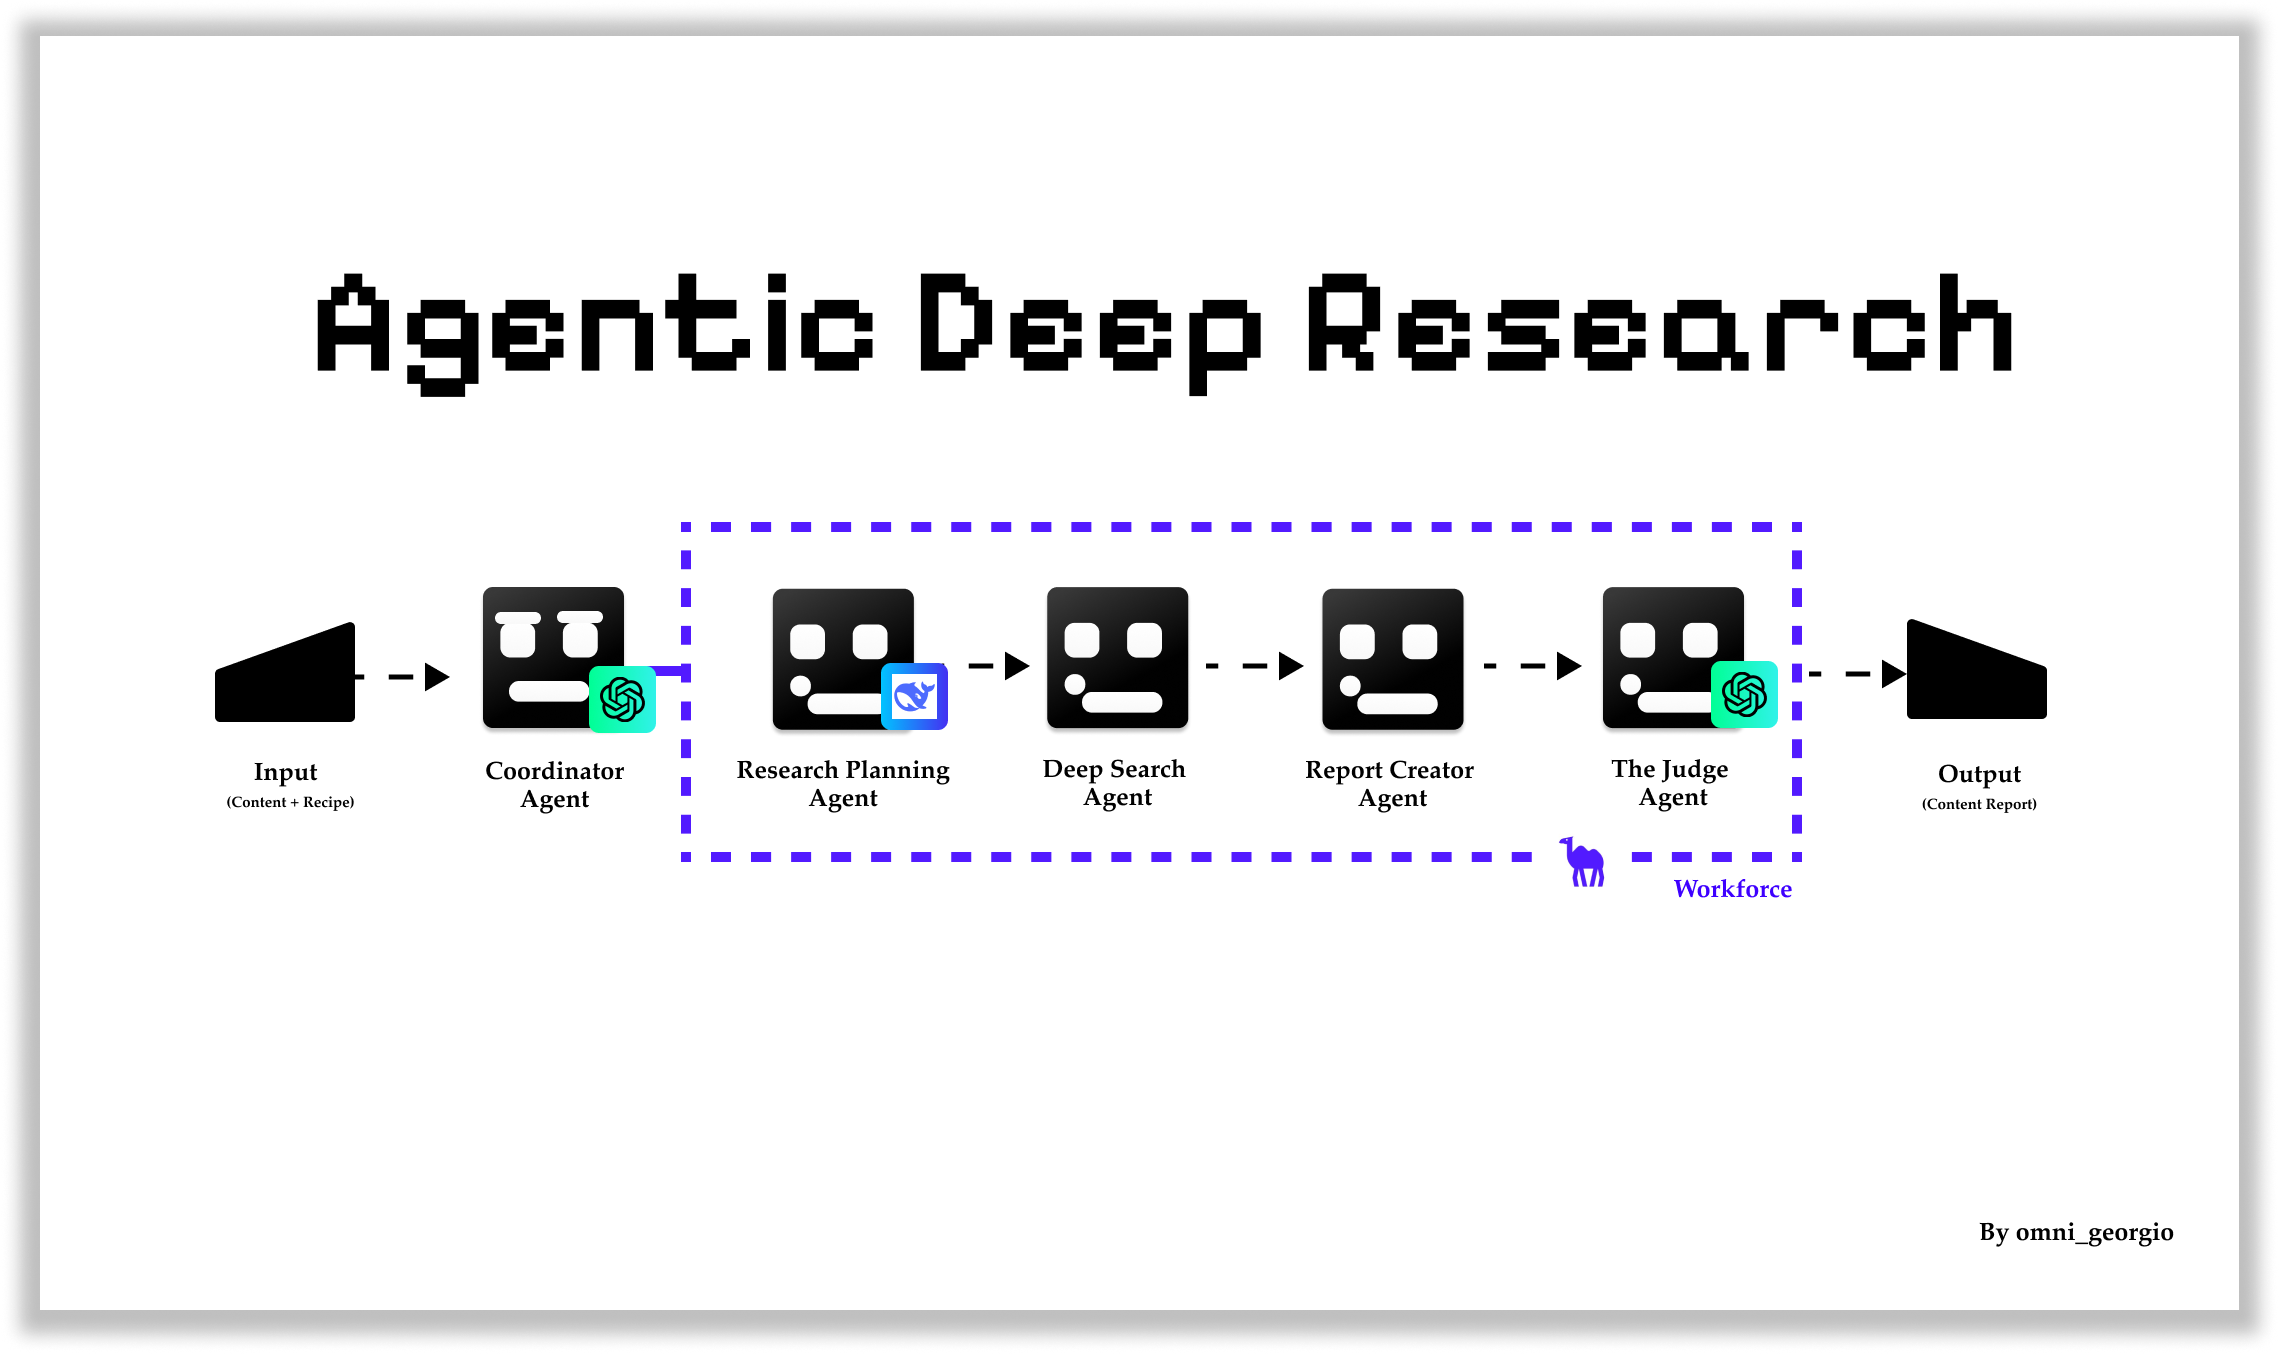 Agentic Deep Research
Input
(Content + Recipe)
Coordinator
Agent
Research Planning
Agent
Deep Search
Agent
Report Creator
Agent
The Judge
Agent
Output
(Content Report)
Workforce
By omni_georgio